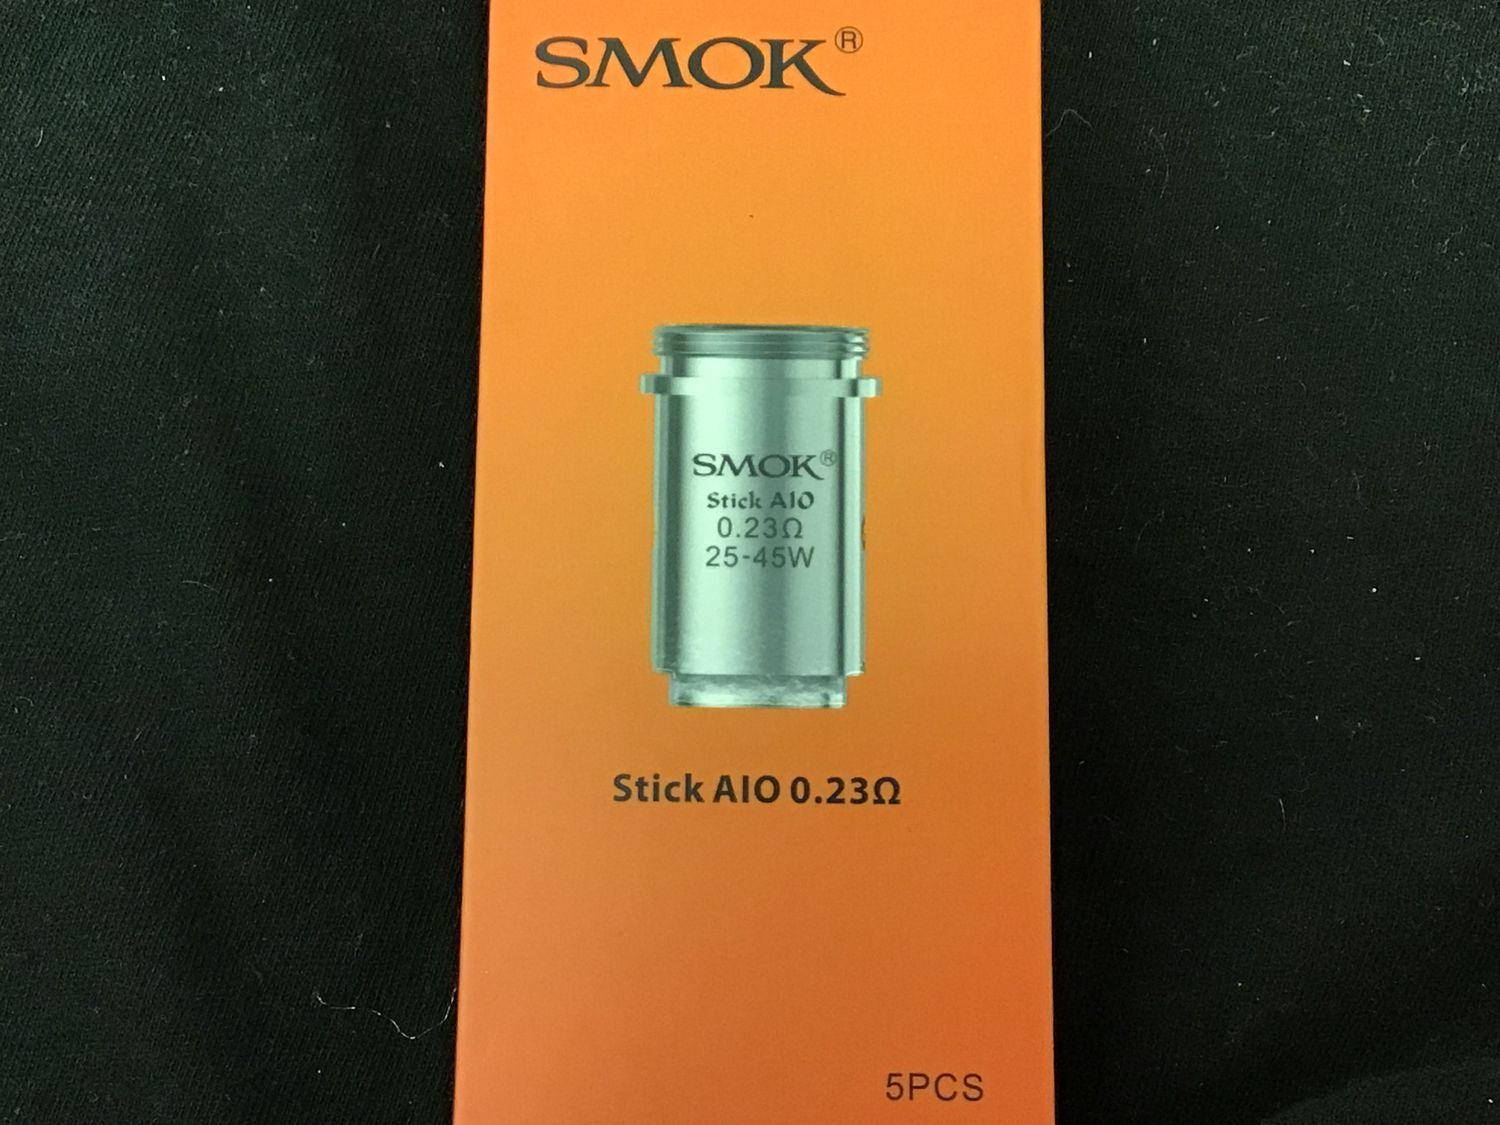 SMOK®
SMOK®
Stick AIO
0.23Ω
25-45W
Stick AIO 0.23Ω
5PCS